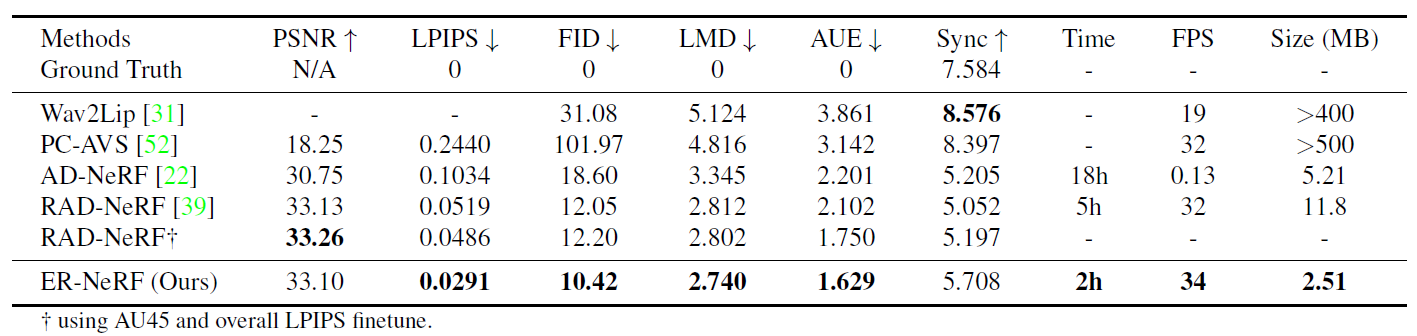 Methods PSNR ↑ LPIPS ↓ FID ↓ LMD ↓ AUE ↓ Sync ↑ Time FPS Size (MB)
Ground Truth N/A 0 0 0 0 7.584 - - -
Wav2Lip [31] - - 31.08 5.124 3.861 8.576 - 19 >400
PC-AVS [52] 18.25 0.2440 101.97 4.816 3.142 8.397 - 32 >500
AD-NeRF [22] 30.75 0.1034 18.60 3.345 2.201 5.205 18h 0.13 5.21
RAD-NeRF [39] 33.13 0.0519 12.05 2.812 2.102 5.052 5h 32 11.8
RAD-NeRF† 33.26 0.0486 12.20 2.802 1.750 5.197 - - -
ER-NeRF (Ours) 33.10 0.0291 10.42 2.740 1.629 5.708 2h 34 2.51
† using AU45 and overall LPIPS finetune.